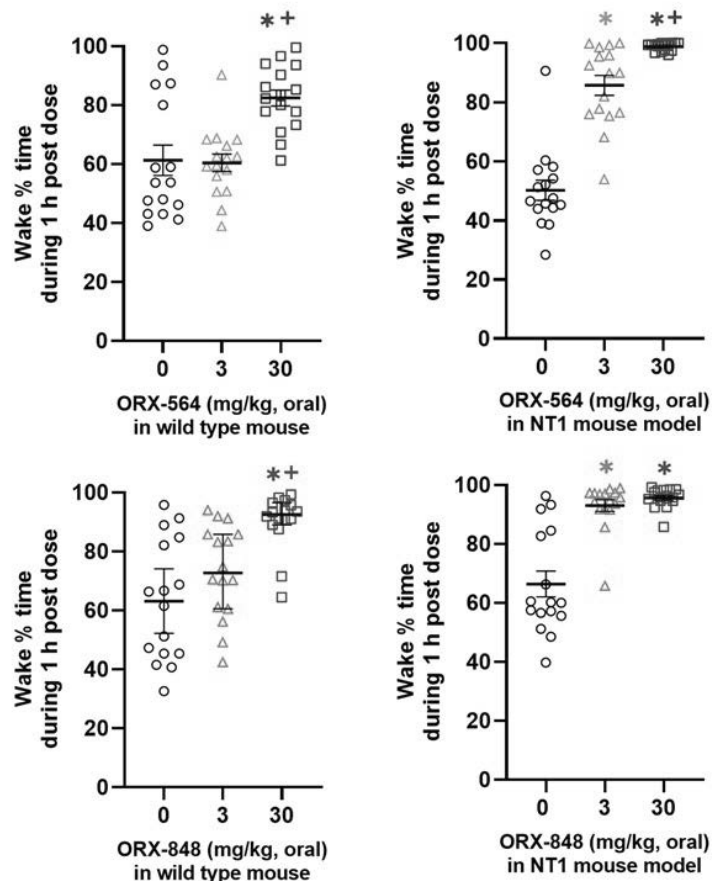 * +
100
80
60
40
20
0
Wake % time
during 1 h post dose
0 3 30
ORX-564 (mg/kg, oral)
in wild type mouse
* * +
100
80
60
40
20
0
Wake % time
during 1 h post dose
0 3 30
ORX-564 (mg/kg, oral)
in NT1 mouse model
* +
100
80
60
40
20
0
Wake % time
during 1 h post dose
0 3 30
ORX-848 (mg/kg, oral)
in wild type mouse
* *
100
80
60
40
20
0
Wake % time
during 1 h post dose
0 3 30
ORX-848 (mg/kg, oral)
in NT1 mouse model